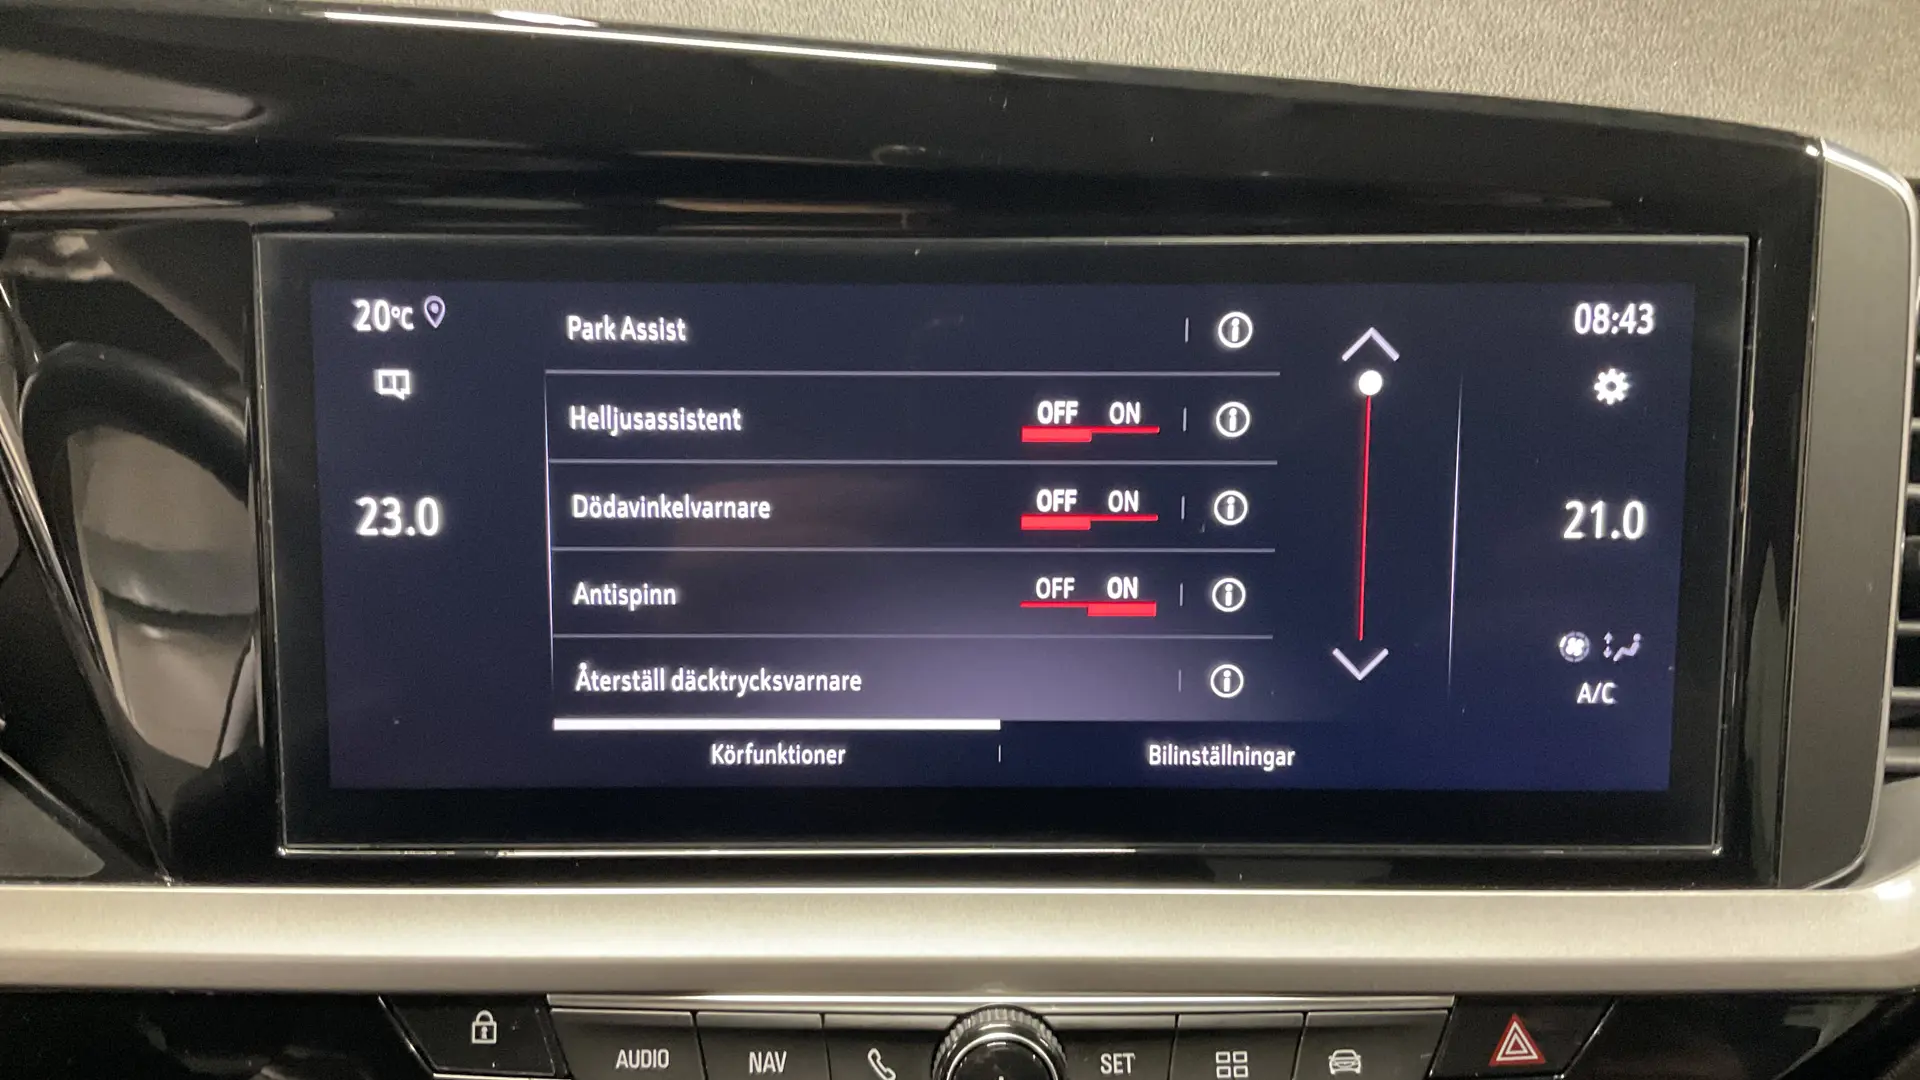 20°C
08:43
Park Assist
Helljusassistent OFF ON
Dödavinkelvarnare OFF ON
23.0
21.0
Antispinn OFF ON
Återställ däcktrycksvarnare
A/C
Körfunktioner
Bilinställningar
AUDIO
NAV
SET